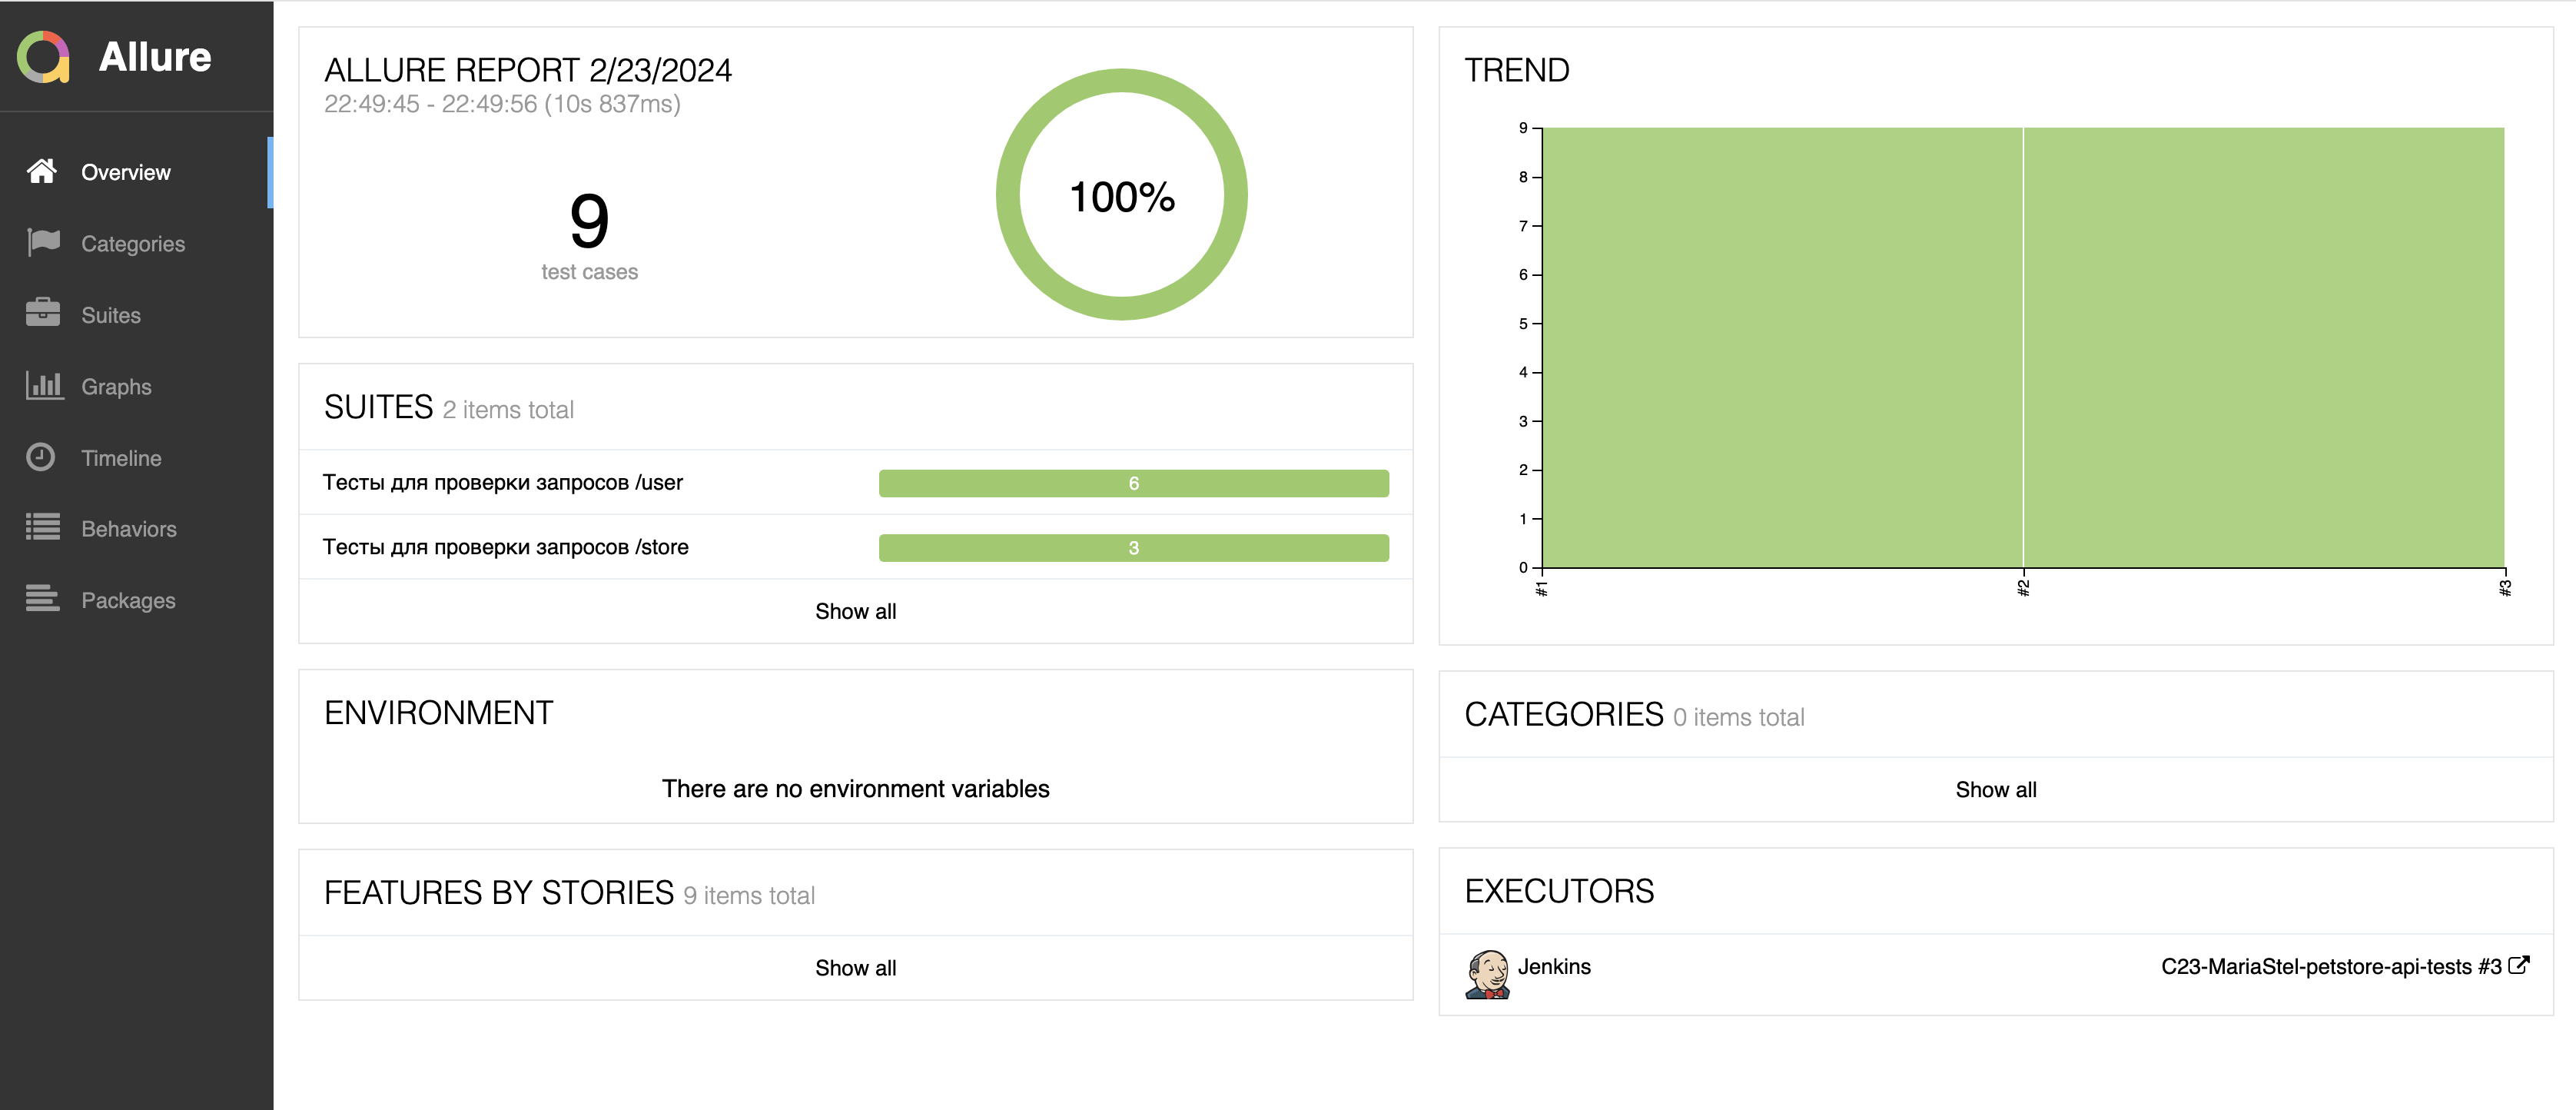 Allure
Overview
Categories
Suites
Graphs
Timeline
Behaviors
Packages
ALLURE REPORT 2/23/2024
22:49:45 - 22:49:56 (10s 837ms)
9
test cases
100%
SUITES 2 items total
Тесты для проверки запросов /user 6
Тесты для проверки запросов /store 3
Show all
ENVIRONMENT
There are no environment variables
FEATURES BY STORIES 9 items total
Show all
TREND
9
8
7
6
5
4
3
2
1
0
#1 #2 #3
CATEGORIES 0 items total
Show all
EXECUTORS
Jenkins C23-MariaStel-petstore-api-tests #3